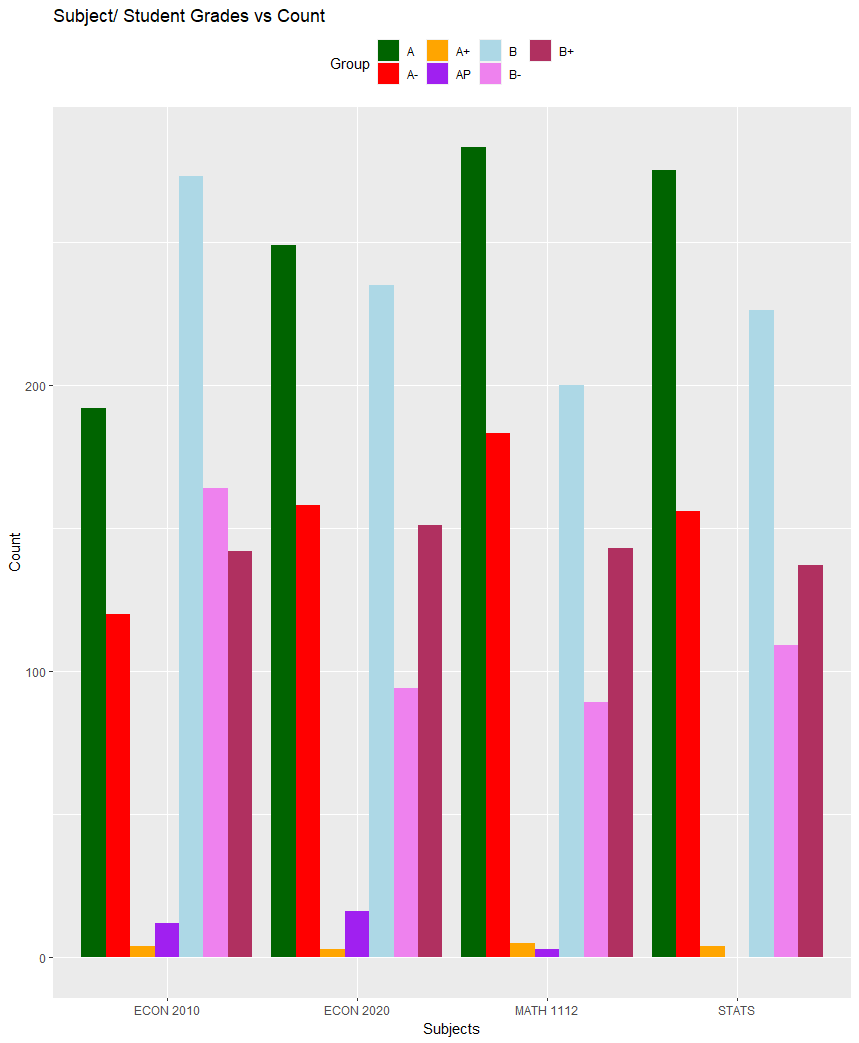 Subject/ Student Grades vs Count
Group A A+ B B+
A- AP B-
200
100
0
Count
ECON 2010 ECON 2020 MATH 1112 STATS
Subjects